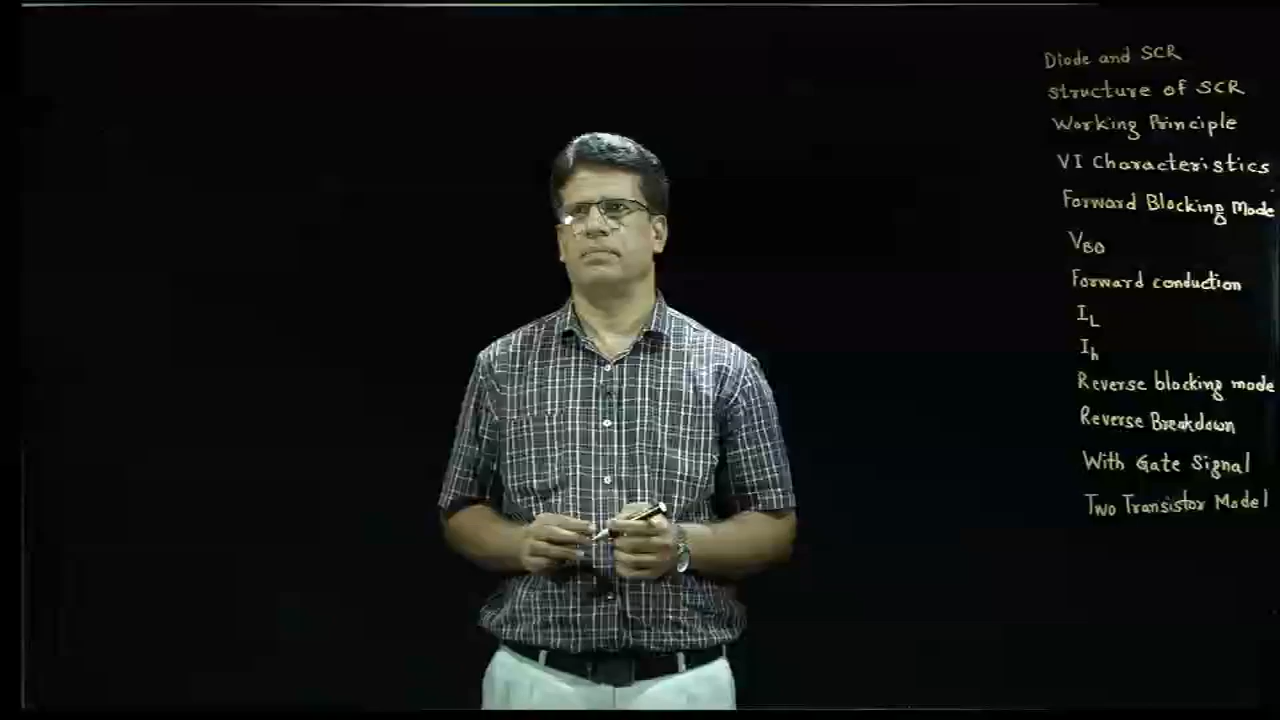 Diode and SCR
structure of SCR
Working Principle
VI Characteristics
Forward Blocking Mode
VBO
Forward conduction
IL
Ih
Reverse blocking mode
Reverse Breakdown
With Gate Signal
Two Transistor Model